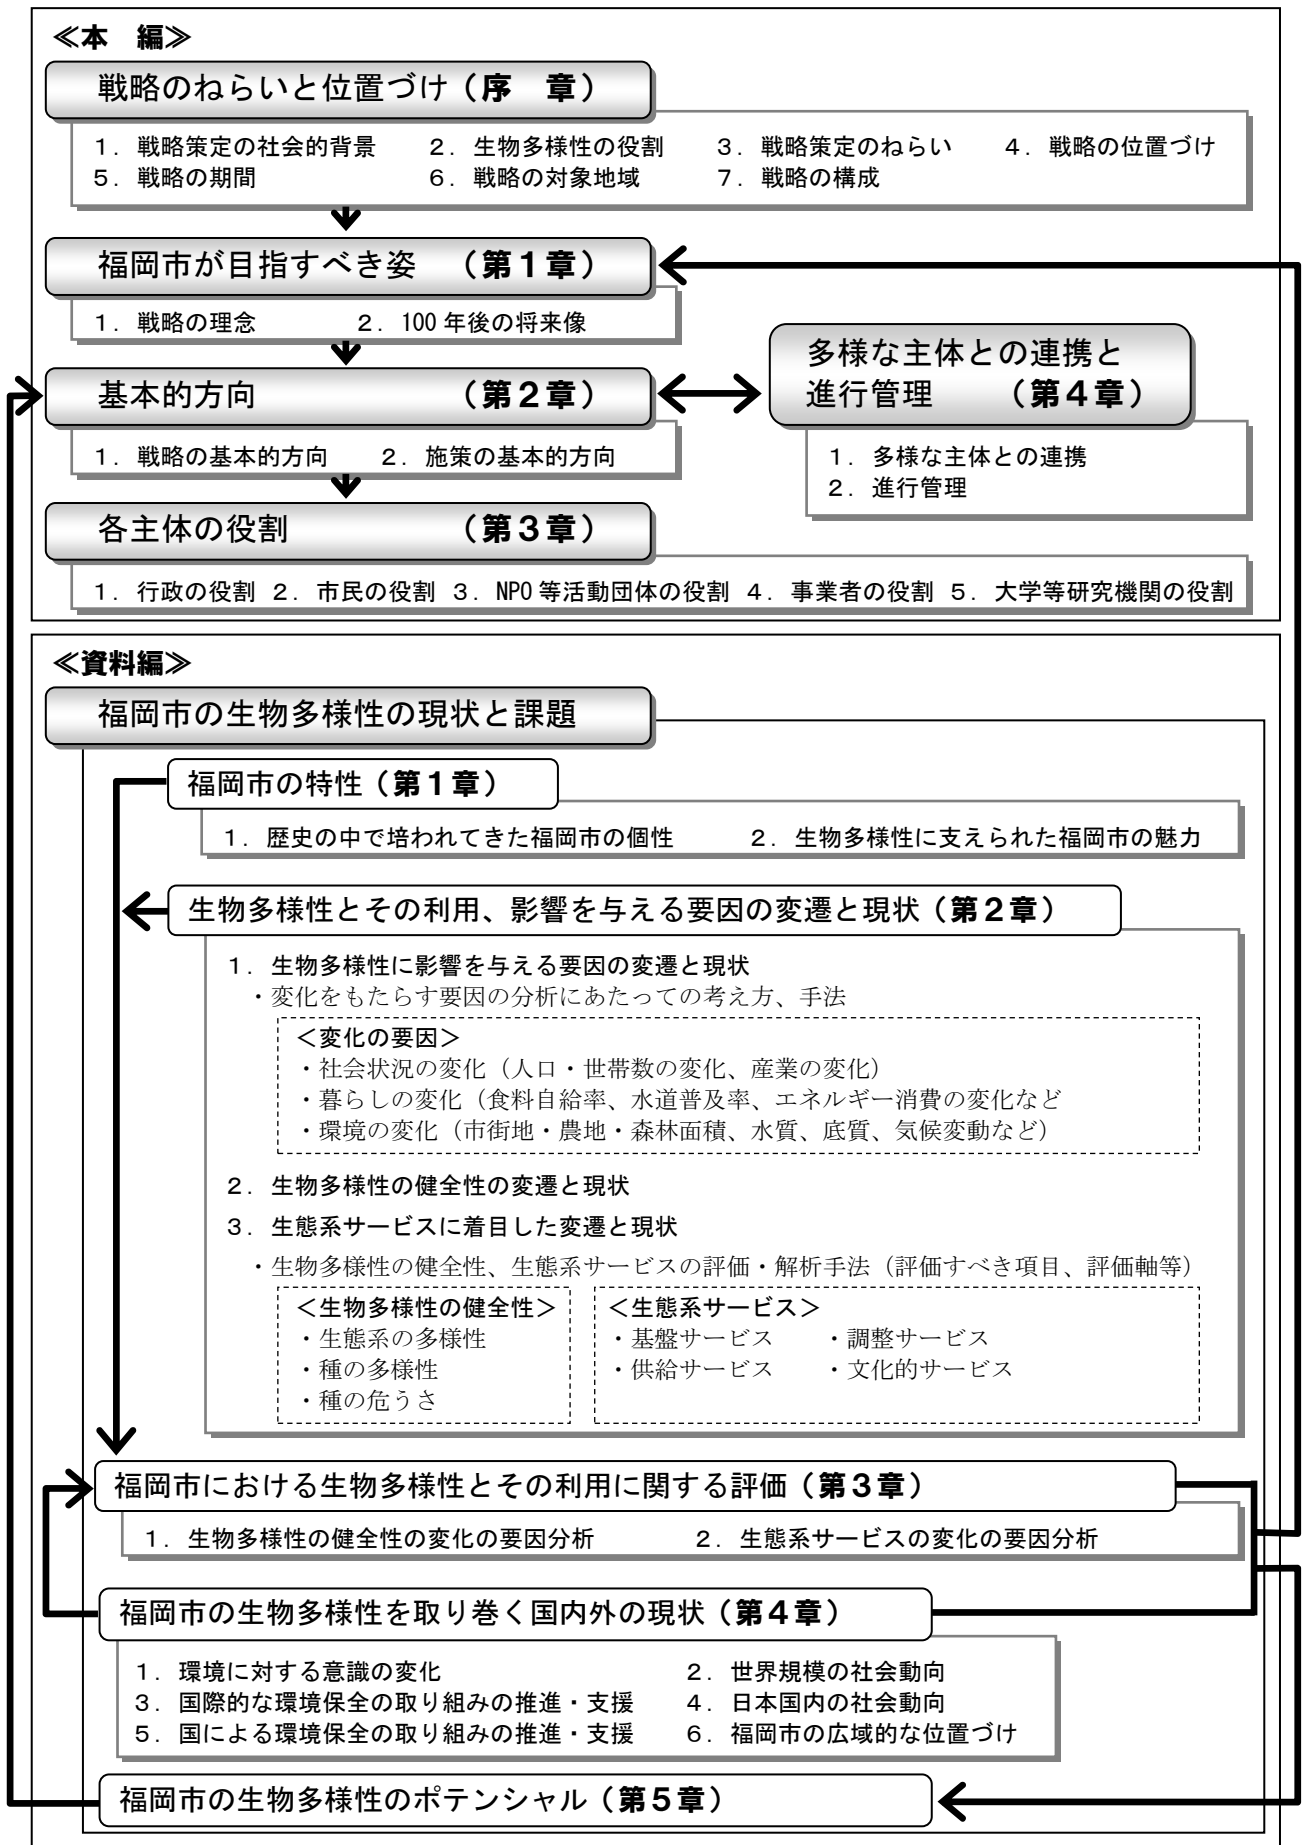 ≪本　編≫
戦略のねらいと位置づけ（序　章）
１．戦略策定の社会的背景　２．生物多様性の役割　３．戦略策定のねらい　４．戦略の位置づけ
５．戦略の期間　６．戦略の対象地域　７．戦略の構成
福岡市が目指すべき姿　（第１章）
１．戦略の理念　２．100年後の将来像
基本的方向　（第２章）
１．戦略の基本的方向　２．施策の基本的方向
多様な主体との連携と
進行管理　（第４章）
１．多様な主体との連携
２．進行管理
各主体の役割　（第３章）
１．行政の役割 ２．市民の役割 ３．NPO等活動団体の役割 ４．事業者の役割 ５．大学等研究機関の役割
≪資料編≫
福岡市の生物多様性の現状と課題
福岡市の特性（第１章）
１．歴史の中で培われてきた福岡市の個性　２．生物多様性に支えられた福岡市の魅力
生物多様性とその利用、影響を与える要因の変遷と現状（第２章）
１．生物多様性に影響を与える要因の変遷と現状
・変化をもたらす要因の分析にあたっての考え方、手法
＜変化の要因＞
・社会状況の変化（人口・世帯数の変化、産業の変化）
・暮らしの変化（食料自給率、水道普及率、エネルギー消費の変化など
・環境の変化（市街地・農地・森林面積、水質、底質、気候変動など）
２．生物多様性の健全性の変遷と現状
３．生態系サービスに着目した変遷と現状
・生物多様性の健全性、生態系サービスの評価・解析手法（評価すべき項目、評価軸等）
＜生物多様性の健全性＞
・生態系の多様性
・種の多様性
・種の危うさ
＜生態系サービス＞
・基盤サービス　・調整サービス
・供給サービス　・文化的サービス
福岡市における生物多様性とその利用に関する評価（第３章）
１．生物多様性の健全性の変化の要因分析　２．生態系サービスの変化の要因分析
福岡市の生物多様性を取り巻く国内外の現状（第４章）
１．環境に対する意識の変化　２．世界規模の社会動向
３．国際的な環境保全の取り組みの推進・支援　４．日本国内の社会動向
５．国による環境保全の取り組みの推進・支援　６．福岡市の広域的な位置づけ
福岡市の生物多様性のポテンシャル（第５章）